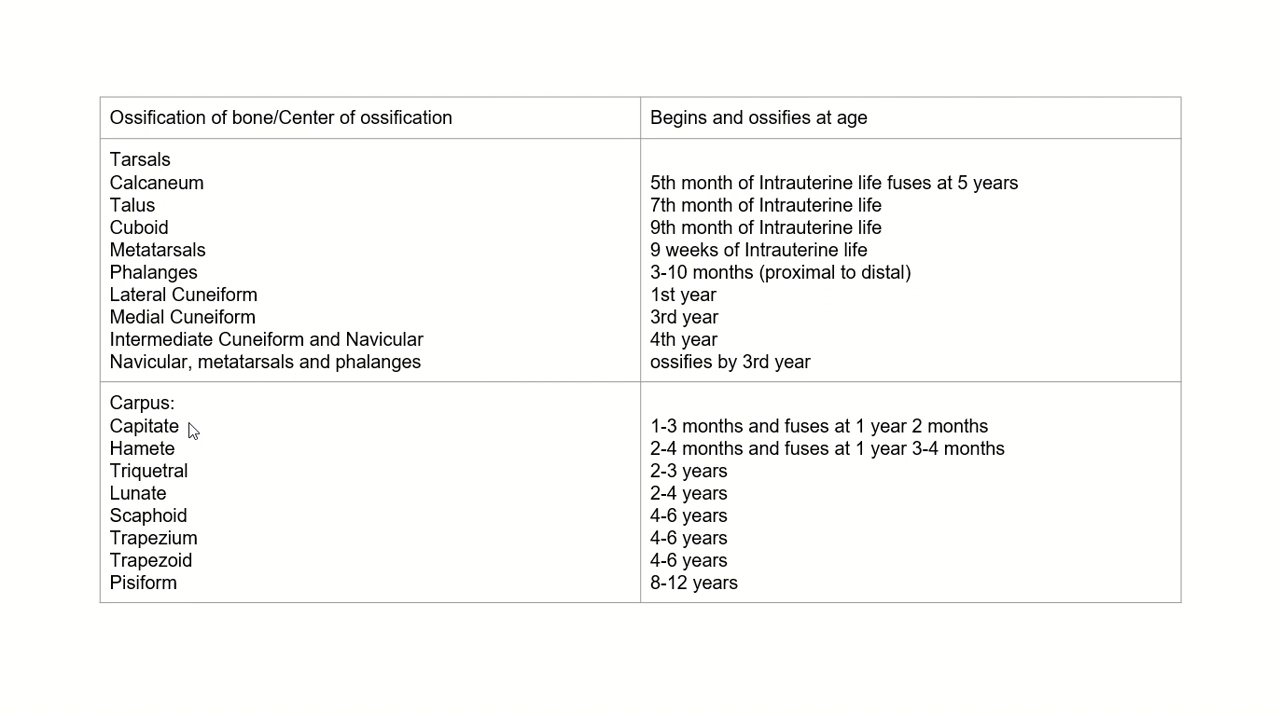 Ossification of bone/Center of ossification
Begins and ossifies at age
Tarsals
Calcaneum
5th month of Intrauterine life fuses at 5 years
Talus
7th month of Intrauterine life
Cuboid
9th month of Intrauterine life
Metatarsals
9 weeks of Intrauterine life
Phalanges
3-10 months (proximal to distal)
Lateral Cuneiform
1st year
Medial Cuneiform
3rd year
Intermediate Cuneiform and Navicular
4th year
Navicular, metatarsals and phalanges
ossifies by 3rd year
Carpus:
Capitate
1-3 months and fuses at 1 year 2 months
Hamete
2-4 months and fuses at 1 year 3-4 months
Triquetral
2-3 years
Lunate
2-4 years
Scaphoid
4-6 years
Trapezium
4-6 years
Trapezoid
4-6 years
Pisiform
8-12 years